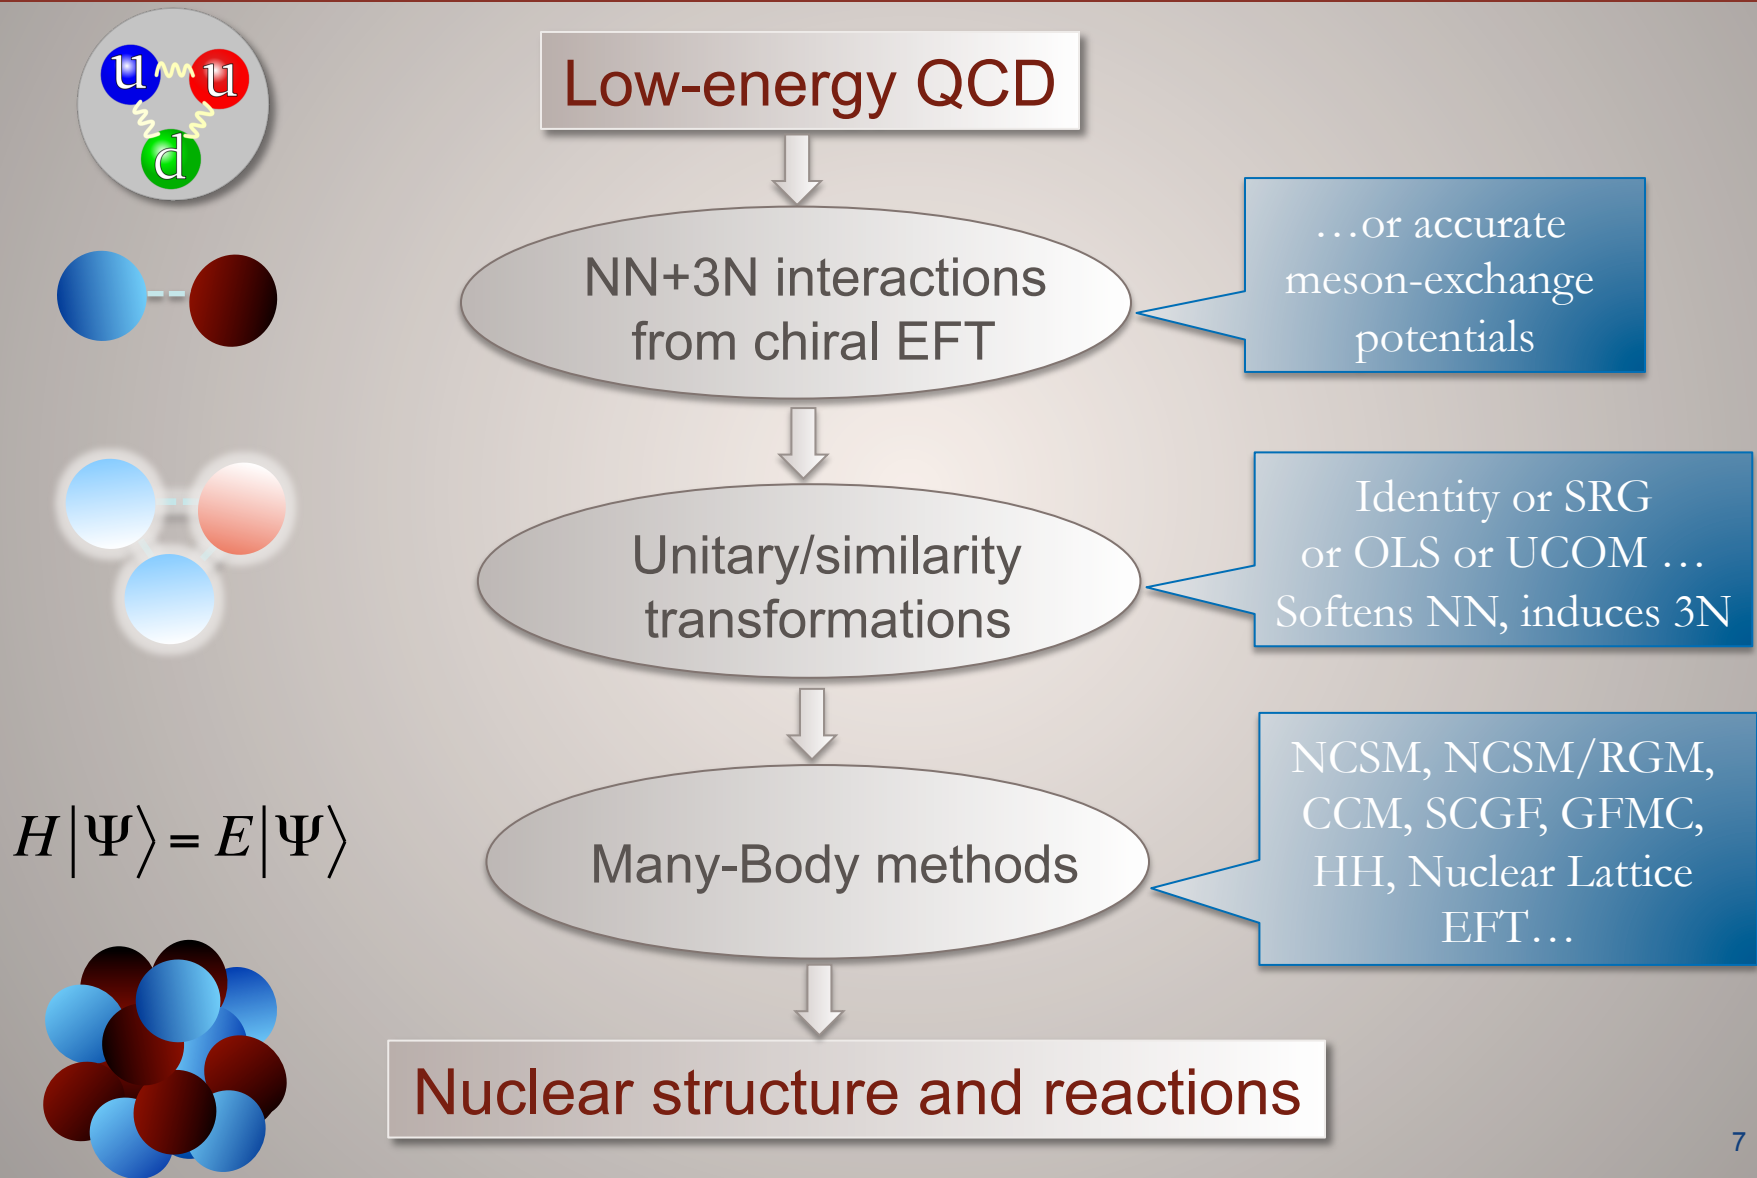 u u
d
Low-energy QCD
NN+3N interactions
from chiral EFT
…or accurate
meson-exchange
potentials
Unitary/similarity
transformations
Identity or SRG
or OLS or UCOM …
Softens NN, induces 3N
H|Ψ⟩ = E|Ψ⟩
Many-Body methods
NCSM, NCSM/RGM,
CCM, SCGF, GFMC,
HH, Nuclear Lattice
EFT…
Nuclear structure and reactions
7